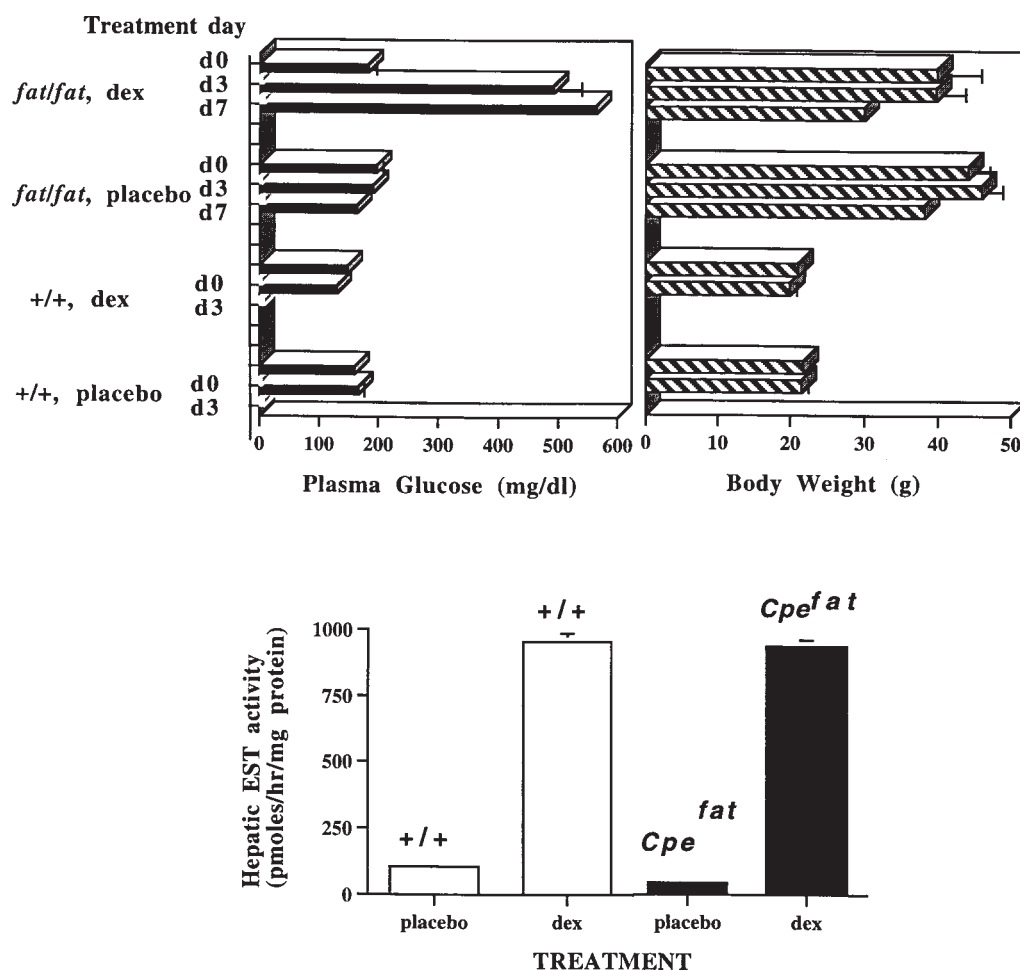 Treatment day
d0
fat/fat, dex d3
d7
d0
fat/fat, placebo d3
d7
d0
+/+, dex
d3
d0
+/+, placebo
d3
0 100 200 300 400 500 600
Plasma Glucose (mg/dl)
0 10 20 30 40 50
Body Weight (g)
Hepatic EST activity
(pmoles/hr/mg protein)
1000
750
500
250
0
+/+
+/+
Cpe fat
Cpe fat
placebo dex placebo dex
TREATMENT